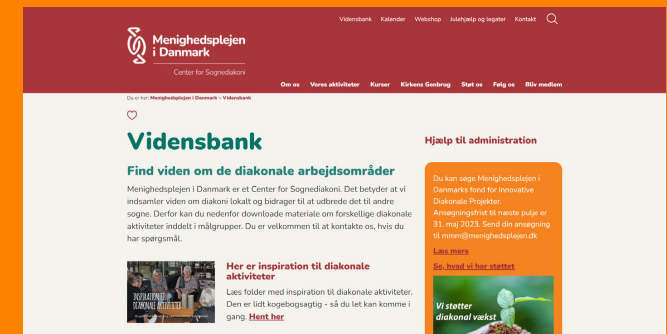 Vidensbank Kalender Webshop Julehjælp og legater Kontakt
Menighedsplejen
i Danmark
Center for Sognediakoni
Om os Vores aktiviteter Kurser Kirkens Genbrug Støt os Følg os Bliv medlem
Du er her: Menighedsplejen i Danmark > Vidensbank
Vidensbank
Find viden om de diakonale arbejdsområder
Menighedsplejen i Danmark er et Center for Sognediakoni. Det betyder at vi
indsamler viden om diakoni lokalt og bidrager til at udbrede det til andre
sogne. Derfor kan du nedenfor downloade materiale om forskellige diakonale
aktiviteter inddelt i målgrupper. Du er velkommen til at kontakte os, hvis du
har spørgsmål.
INSPIRATION TIL
DIAKONALE AKTIVITETER
Her er inspiration til diakonale
aktiviteter
Læs folder med inspiration til diakonale aktiviteter.
Den er lidt kogebogsagtig - så du let kan komme i
gang. Hent her
Hjælp til administration
Du kan søge Menighedsplejen i
Danmarks fond for Innovative
Diakonale Projekter.
Ansøgningsfrist til næste pulje er
31. maj 2023. Send din ansøgning
til mmm@menighedsplejen.dk
Læs mere
Se, hvad vi har støttet
Vi støtter
diakonal vækst